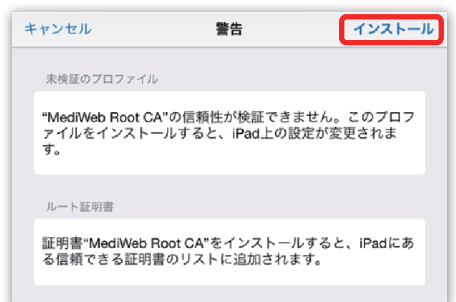 キャンセル 警告 インストール
未検証のプロファイル
“MediWeb Root CA”の信頼性が検証できません。このプロフ
ァイルをインストールすると、iPad上の設定が変更されま
す。
ルート証明書
証明書“MediWeb Root CA”をインストールすると、iPadにあ
る信頼できる証明書のリストに追加されます。